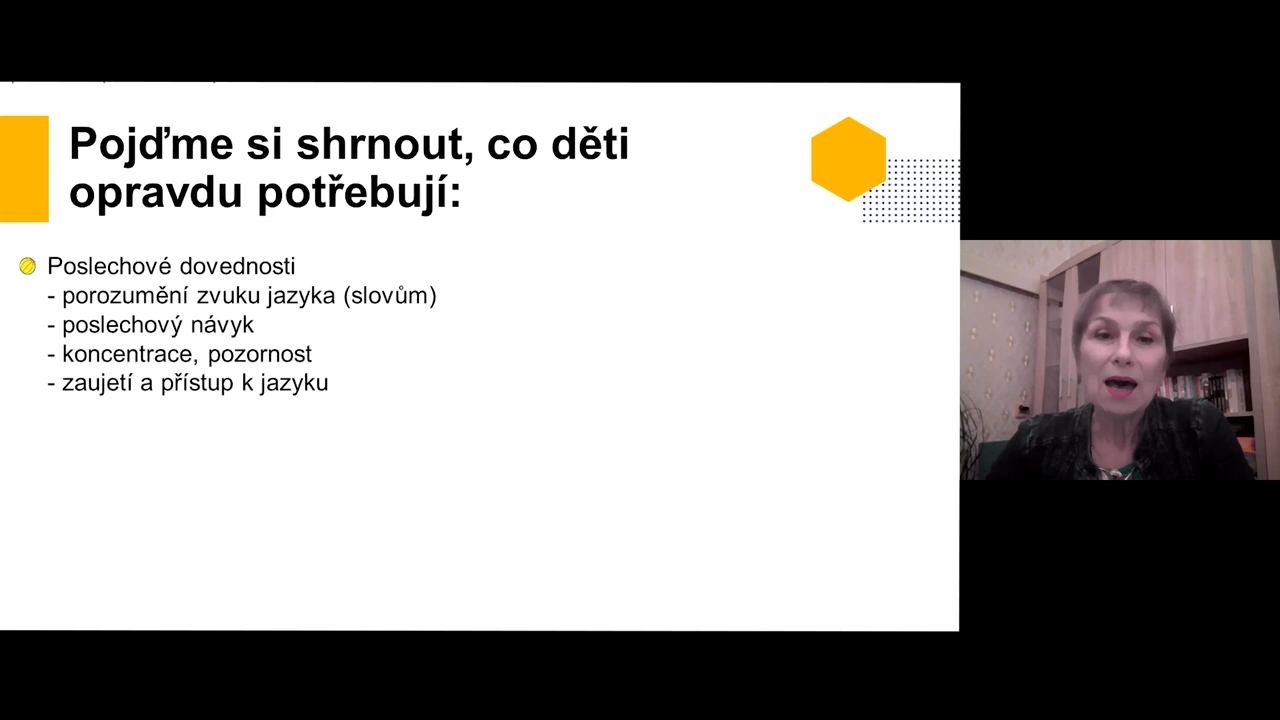 Pojďme si shrnout, co děti
opravdu potřebují:
Poslechové dovednosti
- porozumění zvuku jazyka (slovům)
- poslechový návyk
- koncentrace, pozornost
- zaujetí a přístup k jazyku